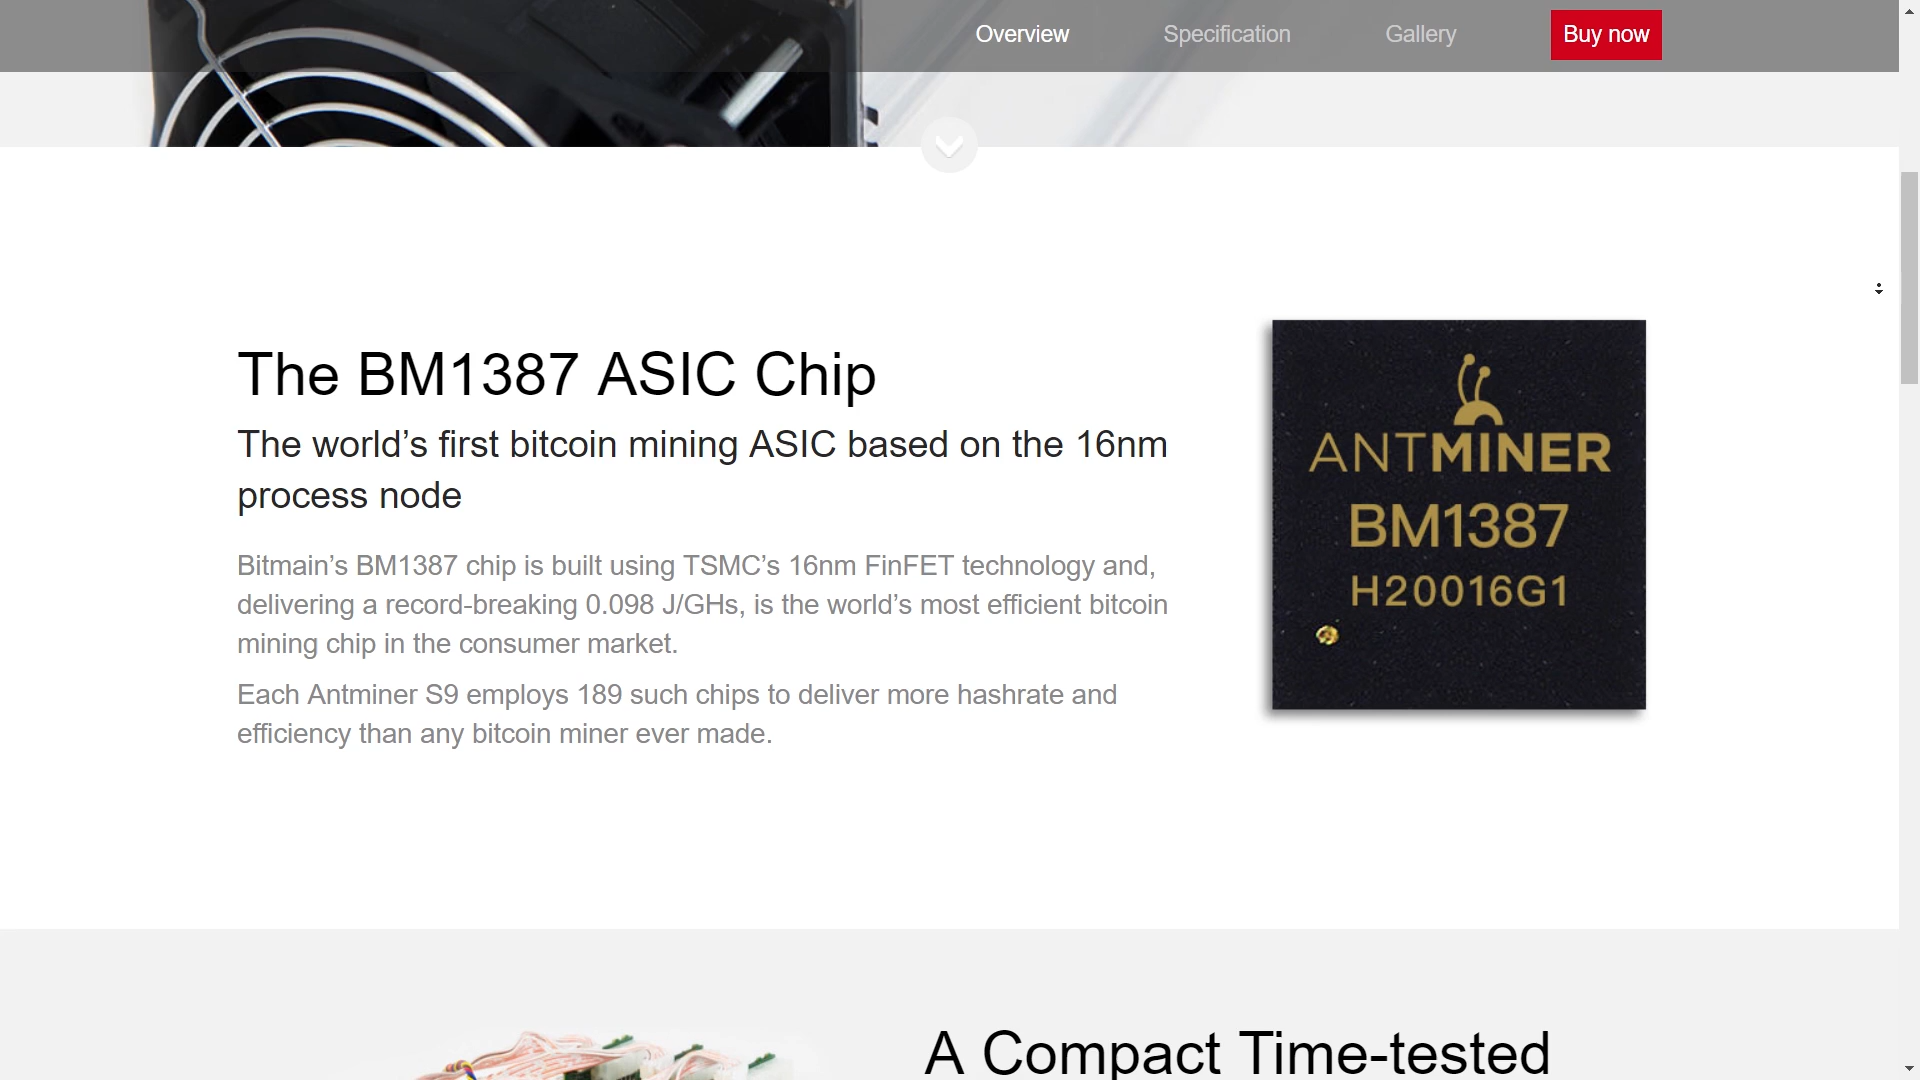 Overview Specification Gallery Buy now
The BM1387 ASIC Chip
The world’s first bitcoin mining ASIC based on the 16nm
process node
Bitmain’s BM1387 chip is built using TSMC’s 16nm FinFET technology and,
delivering a record-breaking 0.098 J/GHs, is the world’s most efficient bitcoin
mining chip in the consumer market.
Each Antminer S9 employs 189 such chips to deliver more hashrate and
efficiency than any bitcoin miner ever made.
ANTMINER
BM1387
H20016G1
A Compact Time-tested